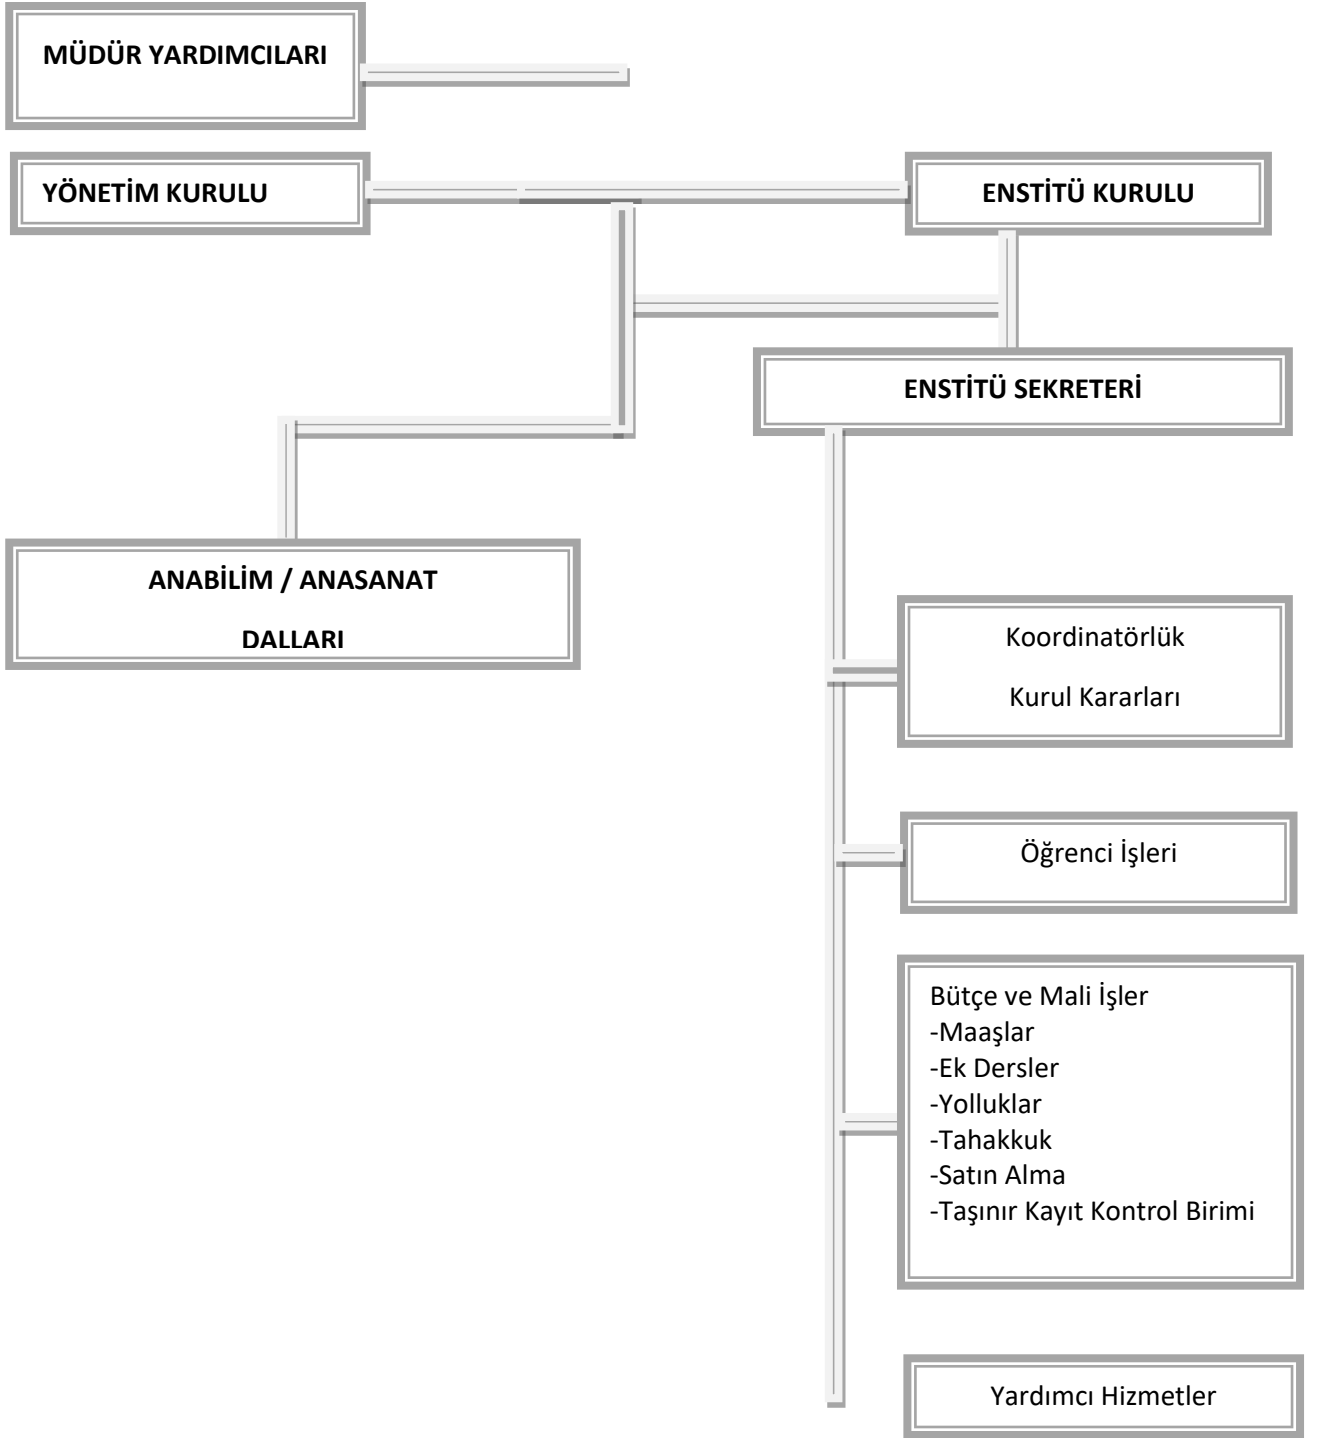 MÜDÜR YARDIMCILARI
YÖNETİM KURULU
ENSTİTÜ KURULU
ENSTİTÜ SEKRETERİ
ANABİLİM / ANASANAT
DALLARI
Koordinatörlük
Kurul Kararları
Öğrenci İşleri
Bütçe ve Mali İşler
-Maaşlar
-Ek Dersler
-Yolluklar
-Tahakkuk
-Satın Alma
-Taşınır Kayıt Kontrol Birimi
Yardımcı Hizmetler